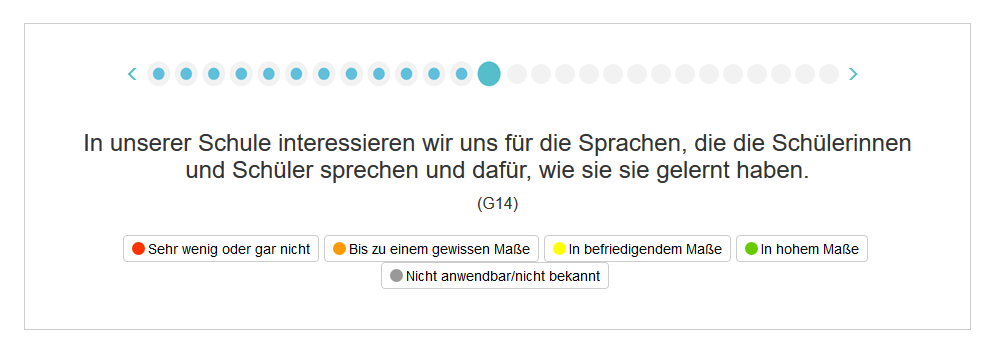 In unserer Schule interessieren wir uns für die Sprachen, die die Schülerinnen
und Schüler sprechen und dafür, wie sie sie gelernt haben.
(G14)
Sehr wenig oder gar nicht Bis zu einem gewissen Maße In befriedigendem Maße In hohem Maße
Nicht anwendbar/nicht bekannt